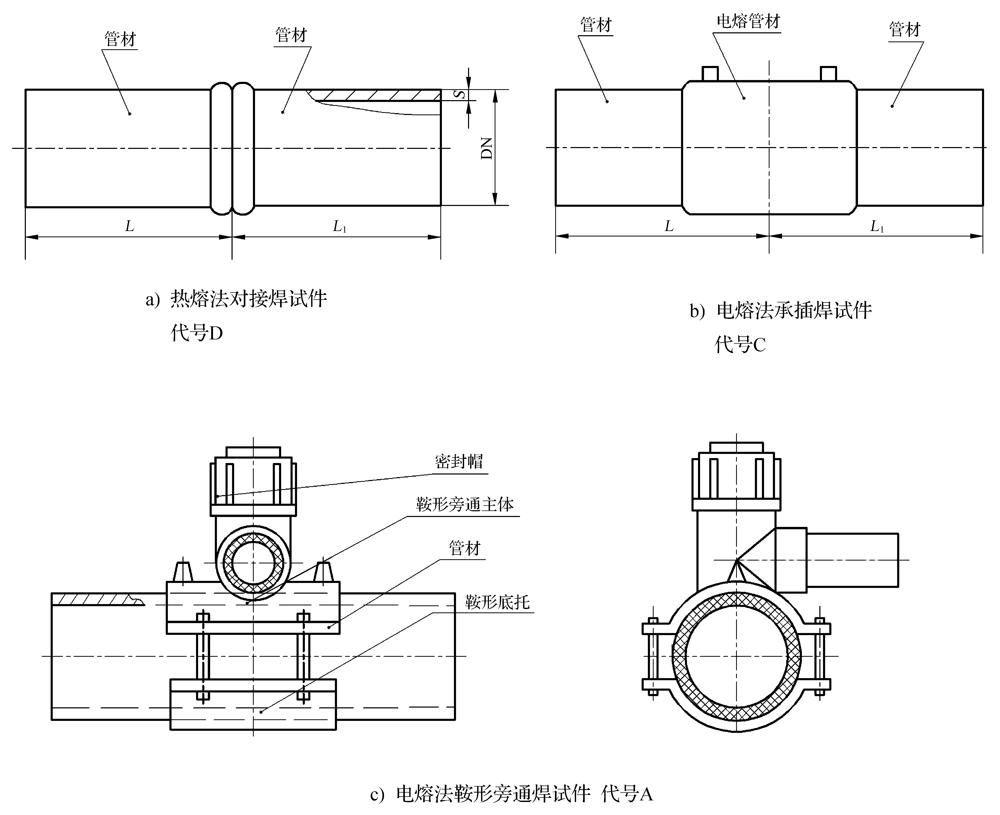 管材
管材
S
DN
L
L₁
a) 热熔法对接焊试件
代号D
管材
电熔管材
管材
L
L₁
b) 电熔法承插焊试件
代号C
密封帽
鞍形旁通主体
管材
鞍形底托
c) 电熔法鞍形旁通焊试件 代号A